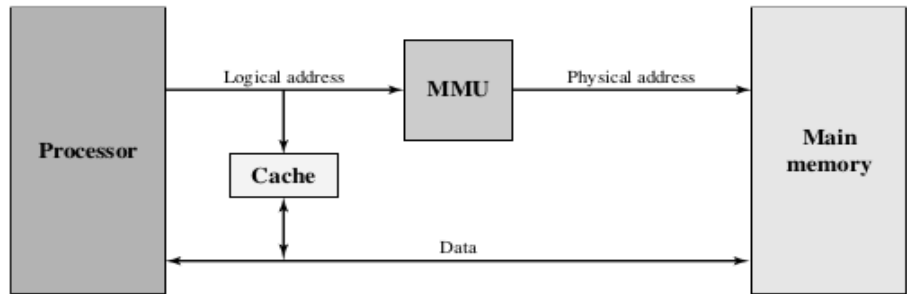 Logical address
Physical address
MMU
Processor
Main
memory
Cache
Data